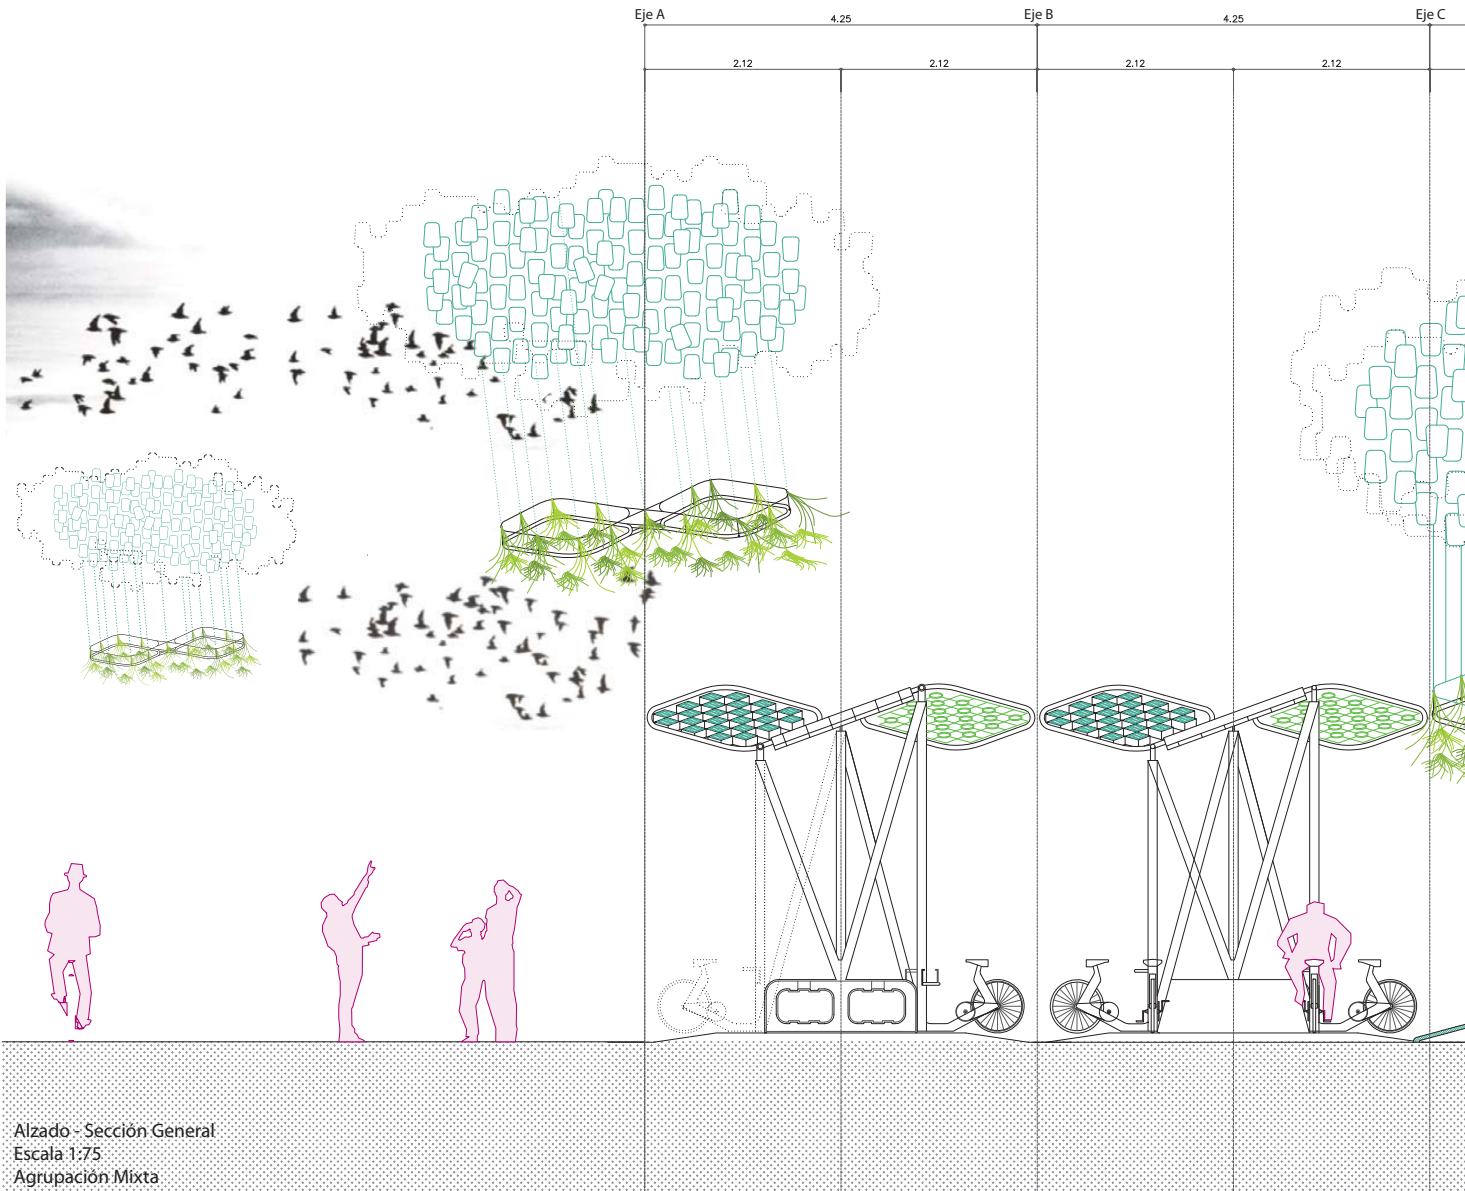 Eje A
4.25
Eje B
4.25
Eje C
2.12
2.12
2.12
2.12
Alzado - Sección General
Escala 1:75
Agrupación Mixta